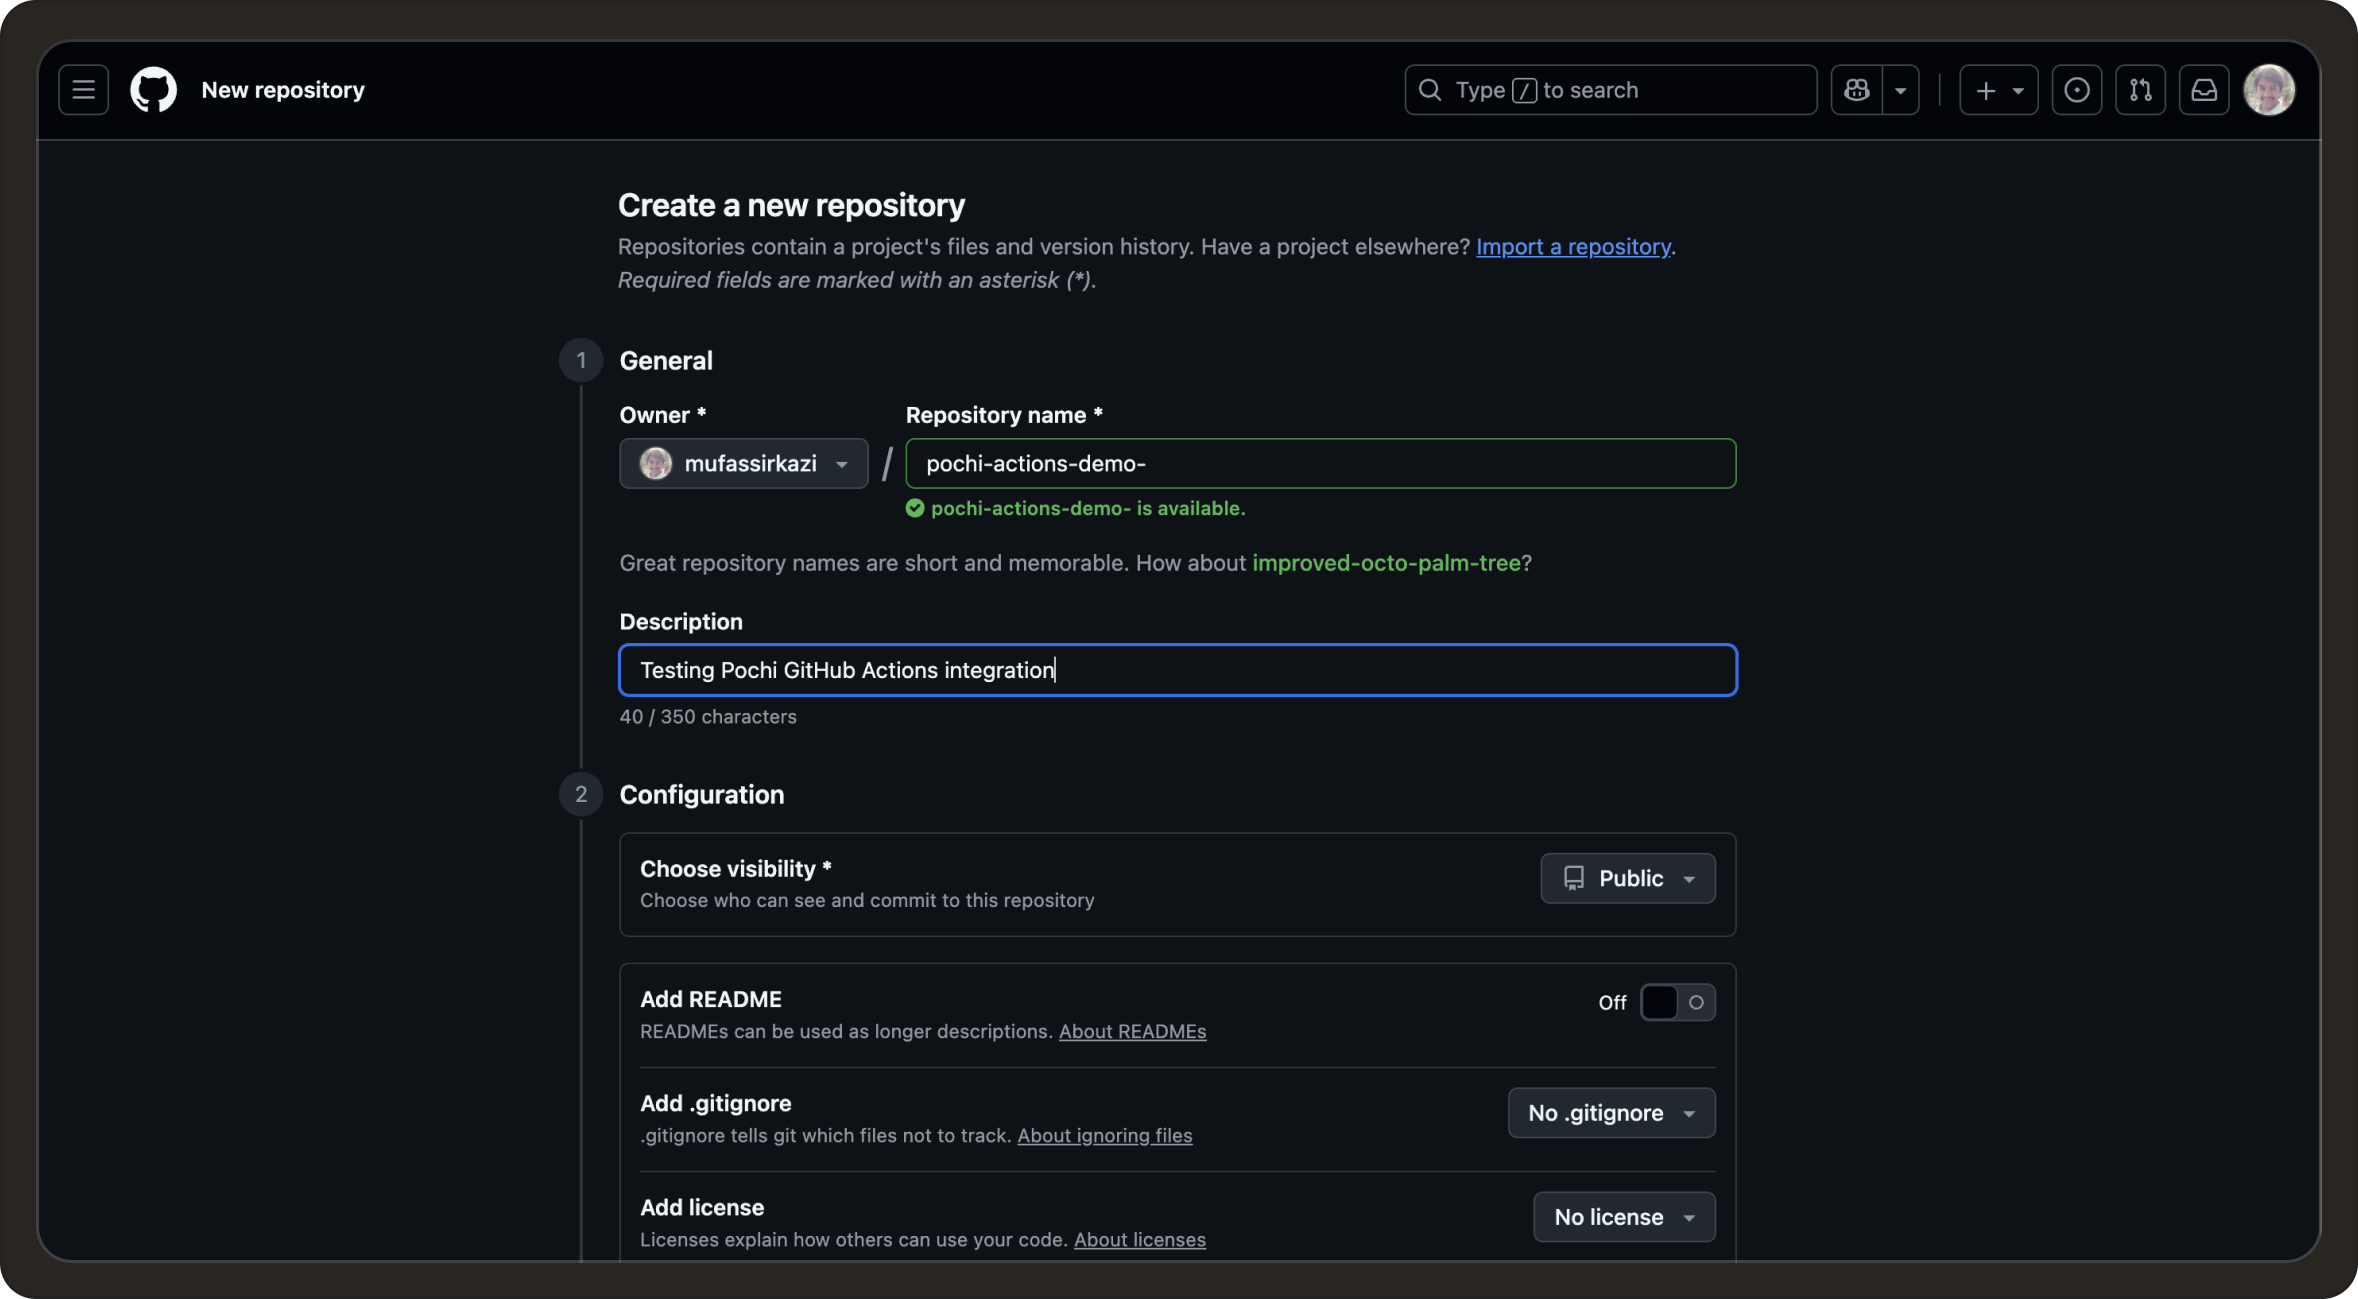 New repository
Type / to search
Create a new repository
Repositories contain a project's files and version history. Have a project elsewhere? Import a repository.
Required fields are marked with an asterisk (*).
1 General
Owner * Repository name *
mufassirkazi / pochi-actions-demo-
pochi-actions-demo- is available.
Great repository names are short and memorable. How about improved-octo-palm-tree?
Description
Testing Pochi GitHub Actions integration
40 / 350 characters
2 Configuration
Choose visibility *
Public
Choose who can see and commit to this repository
Add README
Off
READMEs can be used as longer descriptions. About READMEs
Add .gitignore
No .gitignore
.gitignore tells git which files not to track. About ignoring files
Add license
No license
Licenses explain how others can use your code. About licenses